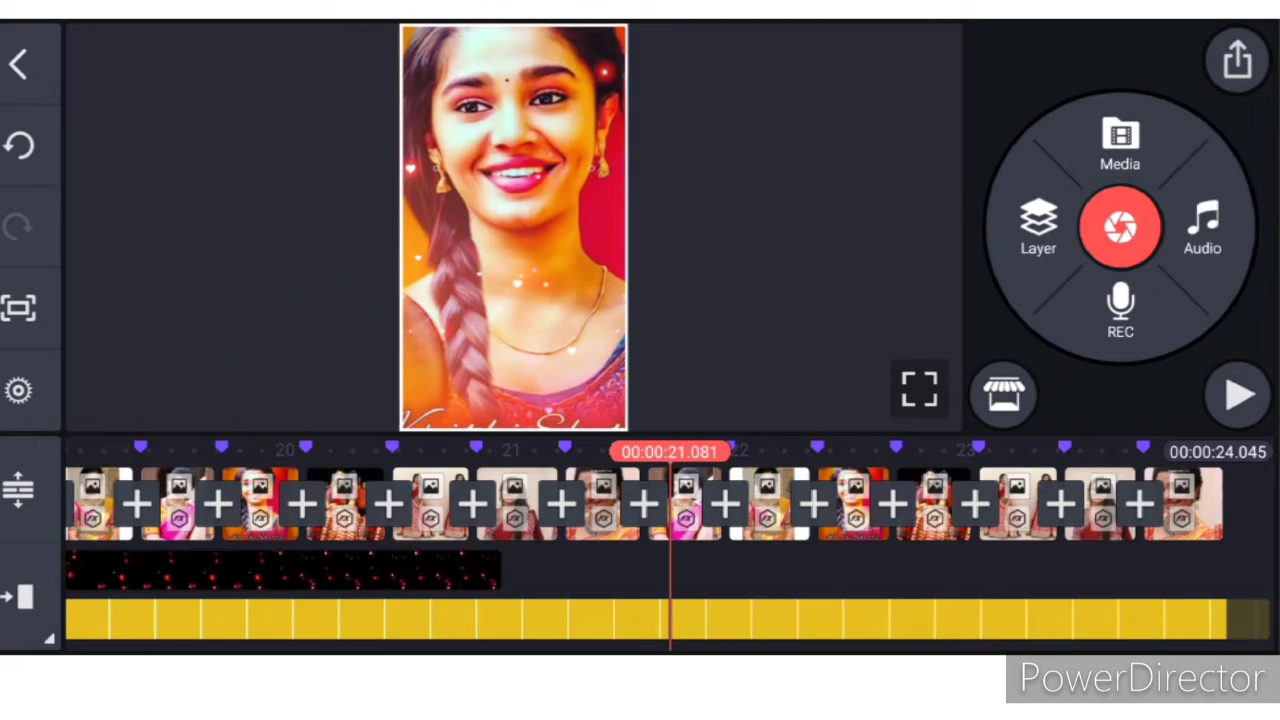 Media
Layer
Audio
REC
20
21
00:00:21.081
22
23
00:00:24.045
PowerDirector